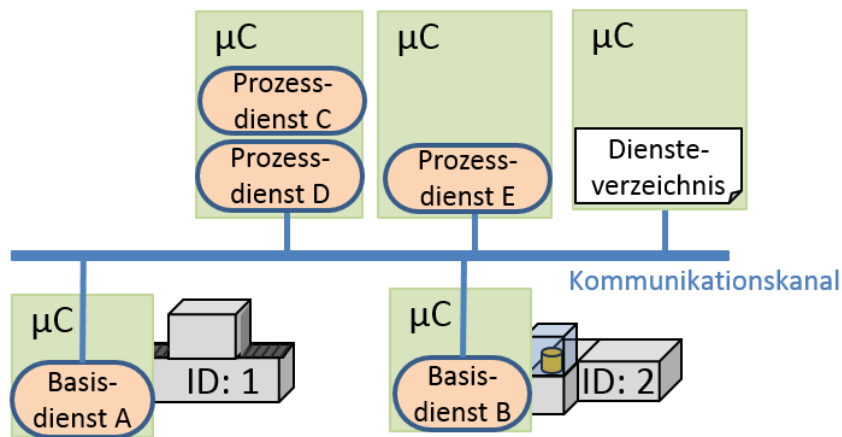 µC
Prozess-
dienst C
Prozess-
dienst D
µC
Prozess-
dienst E
µC
Dienste-
verzeichnis
Kommunikationskanal
µC
Basis-
dienst A
ID: 1
µC
Basis-
dienst B
ID: 2